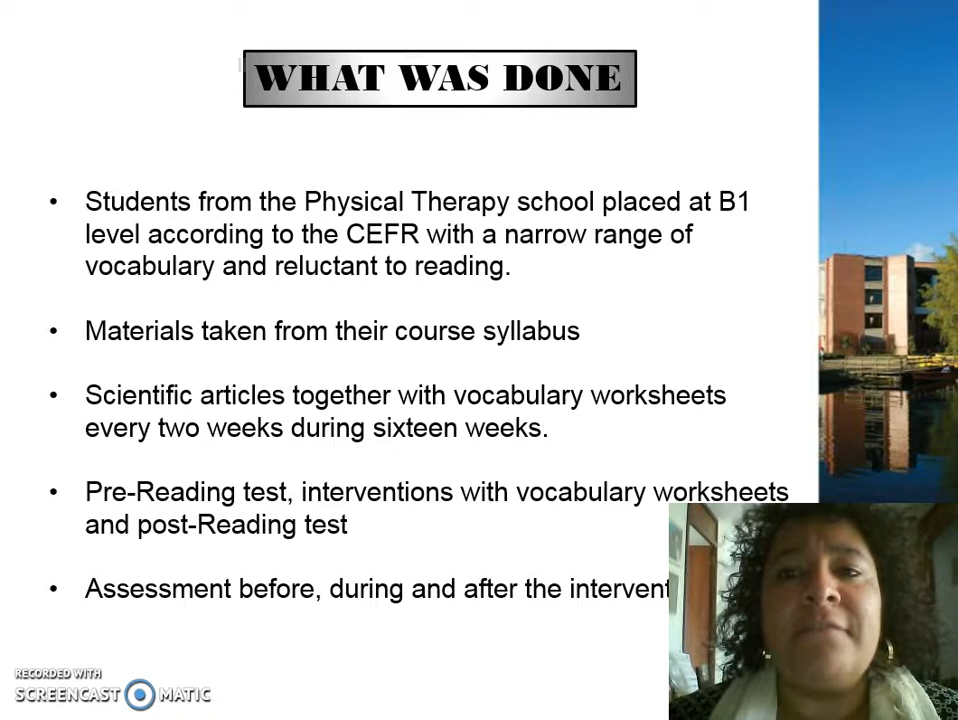 WHAT WAS DONE
• Students from the Physical Therapy school placed at B1
level according to the CEFR with a narrow range of
vocabulary and reluctant to reading.
• Materials taken from their course syllabus
• Scientific articles together with vocabulary worksheets
every two weeks during sixteen weeks.
• Pre-Reading test, interventions with vocabulary worksheets
and post-Reading test
• Assessment before, during and after the intervent
RECORDED WITH
SCREENCAST MATIC